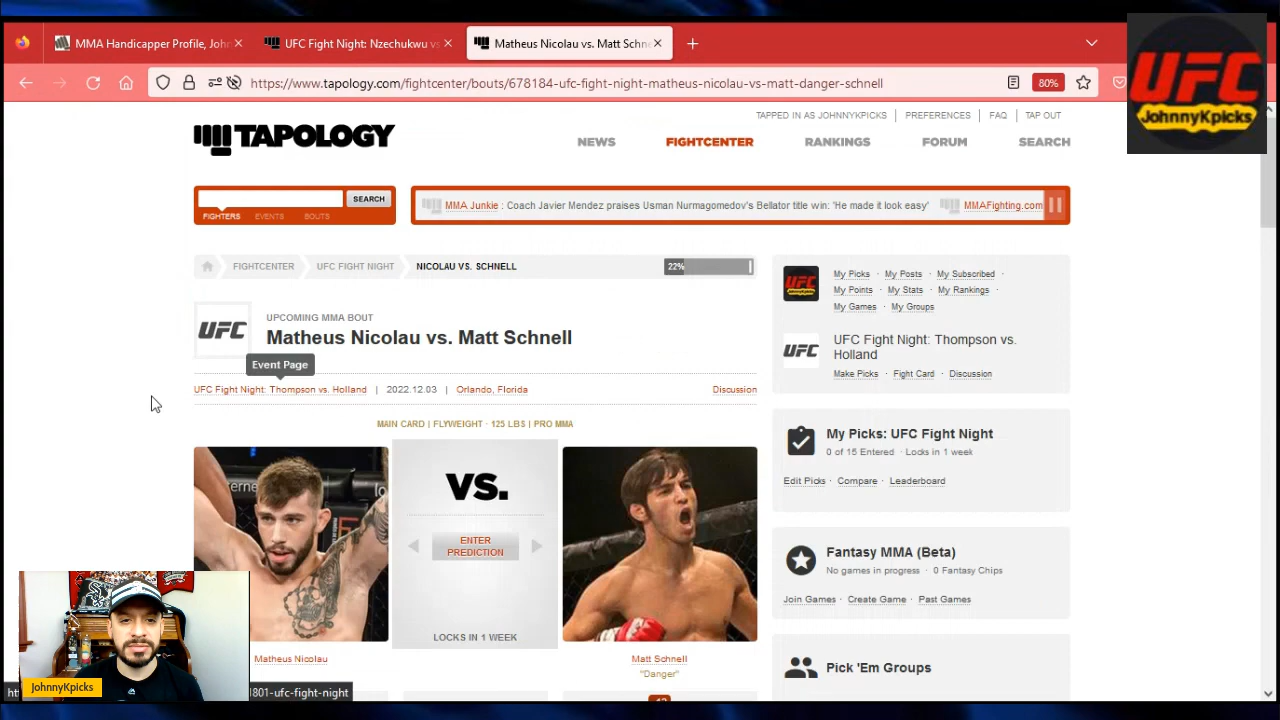 MMA Handicapper Profile, Joh
UFC Fight Night: Nzechukwu vs
Matheus Nicolau vs. Matt Schne
https://www.tapology.com/fightcenter/bouts/678184-ufc-fight-night-matheus-nicolau-vs-matt-danger-schnell
80%
UFC
JohnnyKpicks
TAPPED IN AS JOHNNYKPICKS
PREFERENCES
FAQ
TAP OUT
TAPOLOGY
NEWS
FIGHTCENTER
RANKINGS
FORUM
SEARCH
SEARCH
FIGHTERS
EVENTS
BOUTS
MMA Junkie : Coach Javier Mendez praises Usman Nurmagomedov's Bellator title win: 'He made it look easy'
MMAFighting.com
FIGHTCENTER
UFC FIGHT NIGHT
NICOLAU VS. SCHNELL
22%
UFC
UPCOMING MMA BOUT
Matheus Nicolau vs. Matt Schnell
Event Page
UFC Fight Night: Thompson vs. Holland | 2022.12.03 | Orlando, Florida
Discussion
MAIN CARD | FLYWEIGHT · 125 LBS | PRO MMA
VS.
ENTER
PREDICTION
LOCKS IN 1 WEEK
Matheus Nicolau
Matt Schnell
"Danger"
UFC
My Picks · My Posts · My Subscribed ·
My Points · My Stats · My Rankings ·
My Games · My Groups
UFC
UFC Fight Night: Thompson vs.
Holland
Make Picks · Fight Card · Discussion
My Picks: UFC Fight Night
0 of 15 Entered · Locks in 1 week
Edit Picks · Compare · Leaderboard
Fantasy MMA (Beta)
No games in progress · 0 Fantasy Chips
Join Games · Create Game · Past Games
Pick 'Em Groups
JohnnyKpicks
801-ufc-fight-night